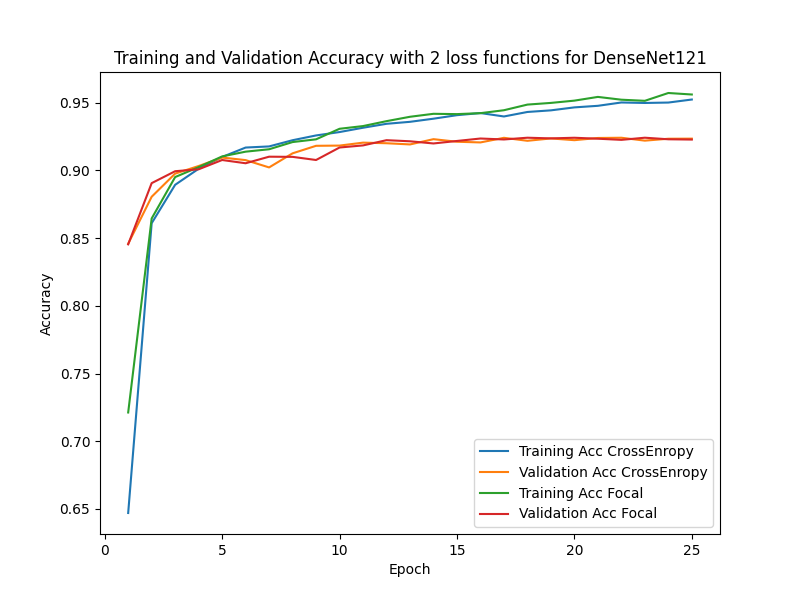 Training and Validation Accuracy with 2 loss functions for DenseNet121
Accuracy
0.95
0.90
0.85
0.80
0.75
0.70
0.65
Training Acc CrossEnropy
Validation Acc CrossEnropy
Training Acc Focal
Validation Acc Focal
0 5 10 15 20 25
Epoch